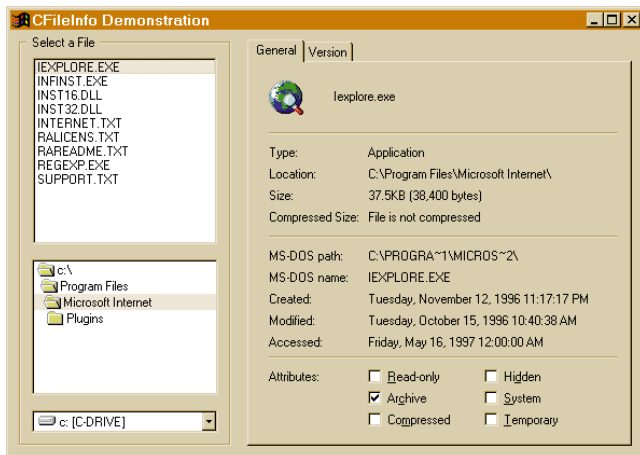 CFileInfo Demonstration
Select a File
IEXPLORE.EXE
INFINST.EXE
INST16.DLL
INST32.DLL
INTERNET.TXT
RALICENS.TXT
RAREADME.TXT
REGEXP.EXE
SUPPORT.TXT
c:\
Program Files
Microsoft Internet
Plugins
c: [C-DRIVE]
General Version
Iexplore.exe
Type: Application
Location: C:\Program Files\Microsoft Internet\
Size: 37.5KB (38,400 bytes)
Compressed Size: File is not compressed
MS-DOS path: C:\PROGRA~1\MICROS~2\
MS-DOS name: IEXPLORE.EXE
Created: Tuesday, November 12, 1996 11:17:17 PM
Modified: Tuesday, October 15, 1996 10:40:38 AM
Accessed: Friday, May 16, 1997 12:00:00 AM
Attributes: Read-only Hidden
Archive System
Compressed Temporary